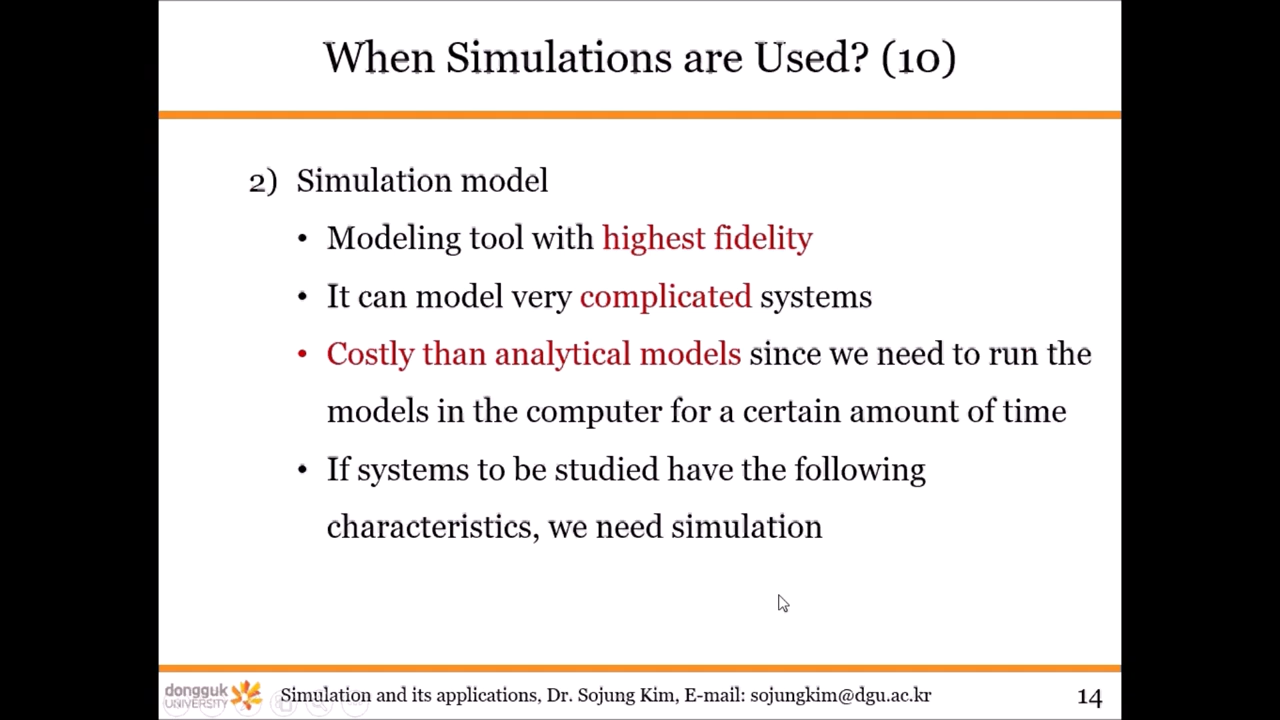 When Simulations are Used? (10)
2) Simulation model
• Modeling tool with highest fidelity
• It can model very complicated systems
• Costly than analytical models since we need to run the
models in the computer for a certain amount of time
• If systems to be studied have the following
characteristics, we need simulation
dongguk
UNIVERSITY
Simulation and its applications, Dr. Sojung Kim, E-mail: sojungkim@dgu.ac.kr
14